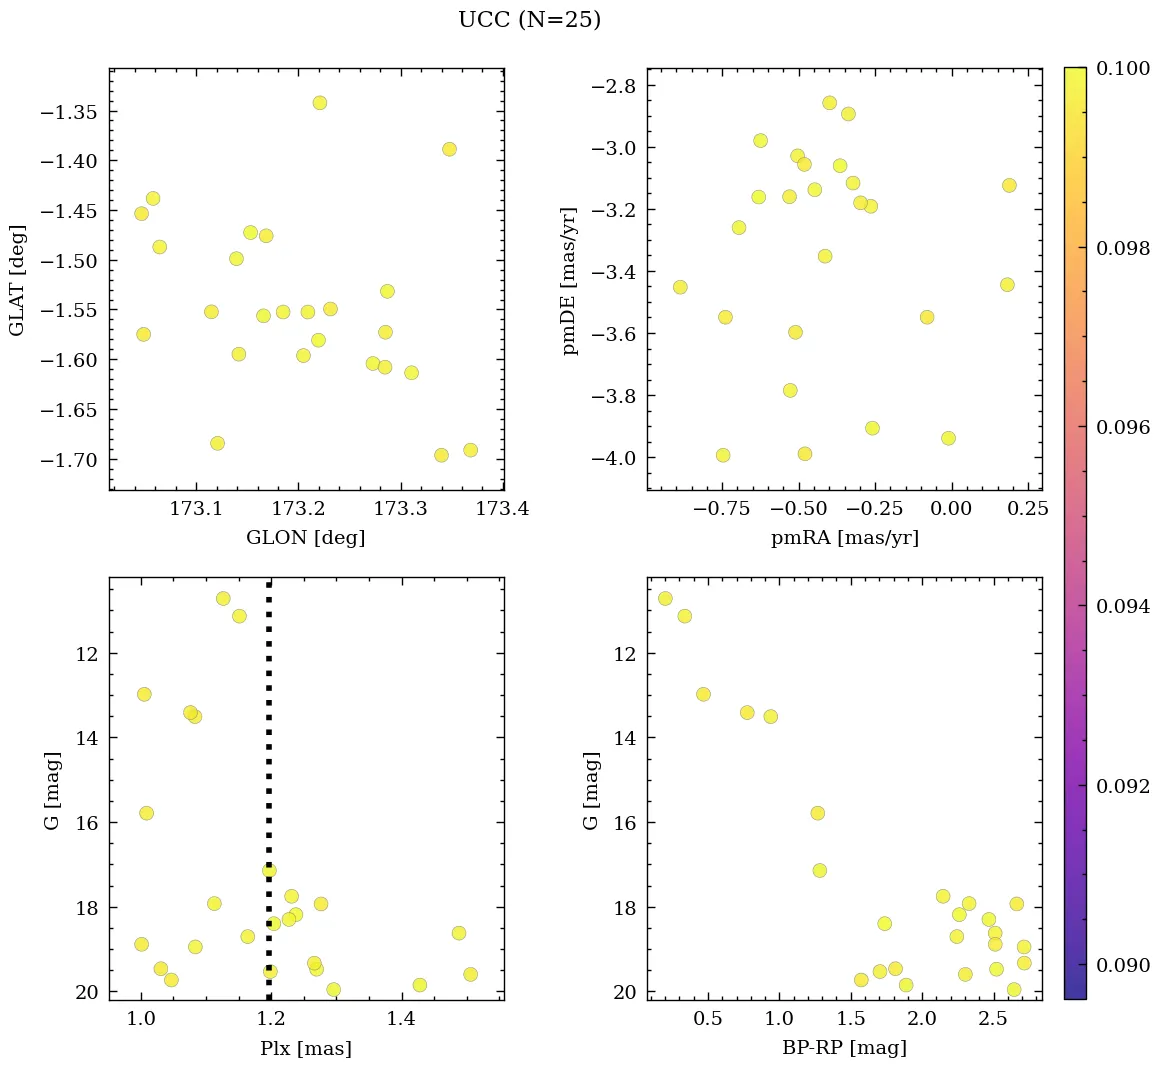 UCC (N=25)
−1.35
−1.40
−1.45
−1.50
−1.55
−1.60
−1.65
−1.70
GLAT [deg]
173.1 173.2 173.3 173.4
GLON [deg]
−2.8
−3.0
−3.2
−3.4
−3.6
−3.8
−4.0
pmDE [mas/yr]
−0.75 −0.50 −0.25 0.00 0.25
pmRA [mas/yr]
12
14
16
18
20
G [mag]
1.0 1.2 1.4
Plx [mas]
12
14
16
18
20
G [mag]
0.5 1.0 1.5 2.0 2.5
BP-RP [mag]
0.100
0.098
0.096
0.094
0.092
0.090